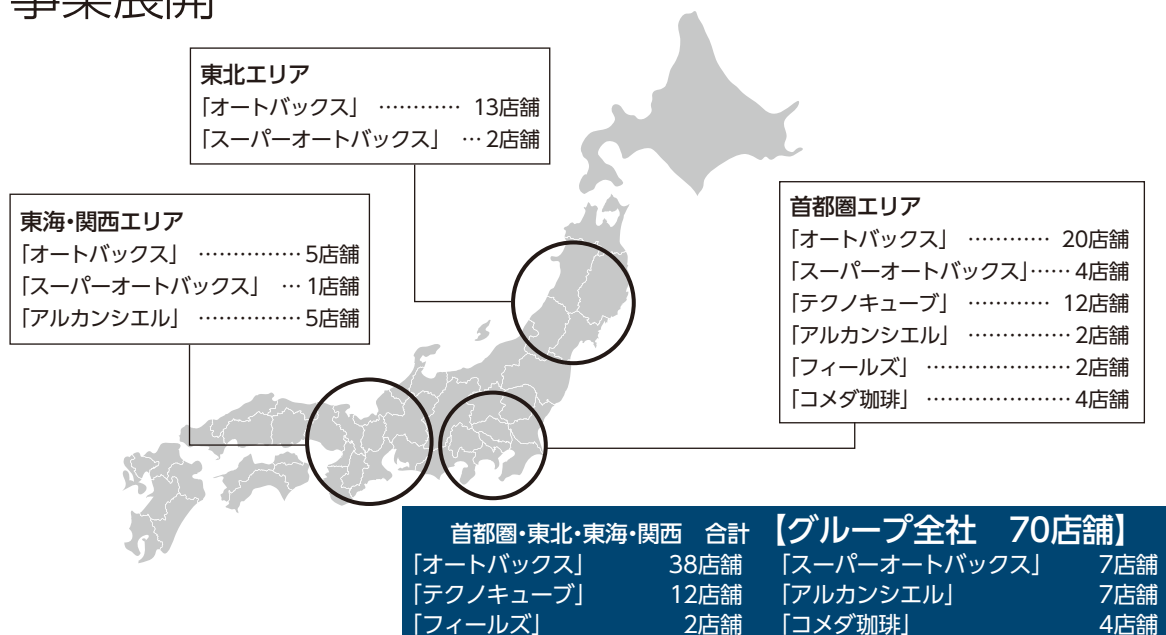 事業展開
東北エリア
「オートバックス」 ………… 13店舗
「スーパーオートバックス」 … 2店舗
東海・関西エリア
「オートバックス」 …………… 5店舗
「スーパーオートバックス」 … 1店舗
「アルカンシエル」 …………… 5店舗
首都圏エリア
「オートバックス」 ………… 20店舗
「スーパーオートバックス」…… 4店舗
「テクノキューブ」 ………… 12店舗
「アルカンシエル」 …………… 2店舗
「フィールズ」 ………………… 2店舗
「コメダ珈琲」 ………………… 4店舗
首都圏・東北・東海・関西 合計 【グループ全社 70店舗】
「オートバックス」 38店舗 「スーパーオートバックス」 7店舗
「テクノキューブ」 12店舗 「アルカンシエル」 7店舗
「フィールズ」 2店舗 「コメダ珈琲」 4店舗